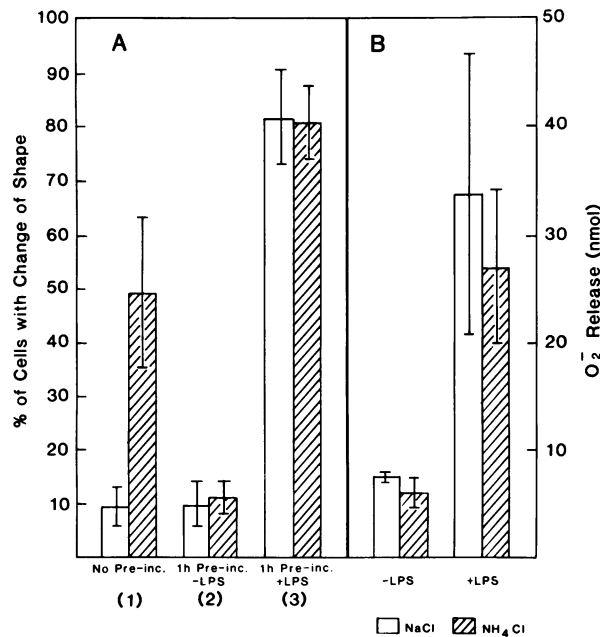 A
B
% of Cells with Change of Shape
100
90
80
70
60
50
40
30
20
10
50
40
30
20
10
O₂⁻ Release (nmol)
No Pre-inc. 1h Pre-inc. 1h Pre-inc.
-LPS +LPS
(1) (2) (3)
-LPS +LPS
NaCl NH₄Cl